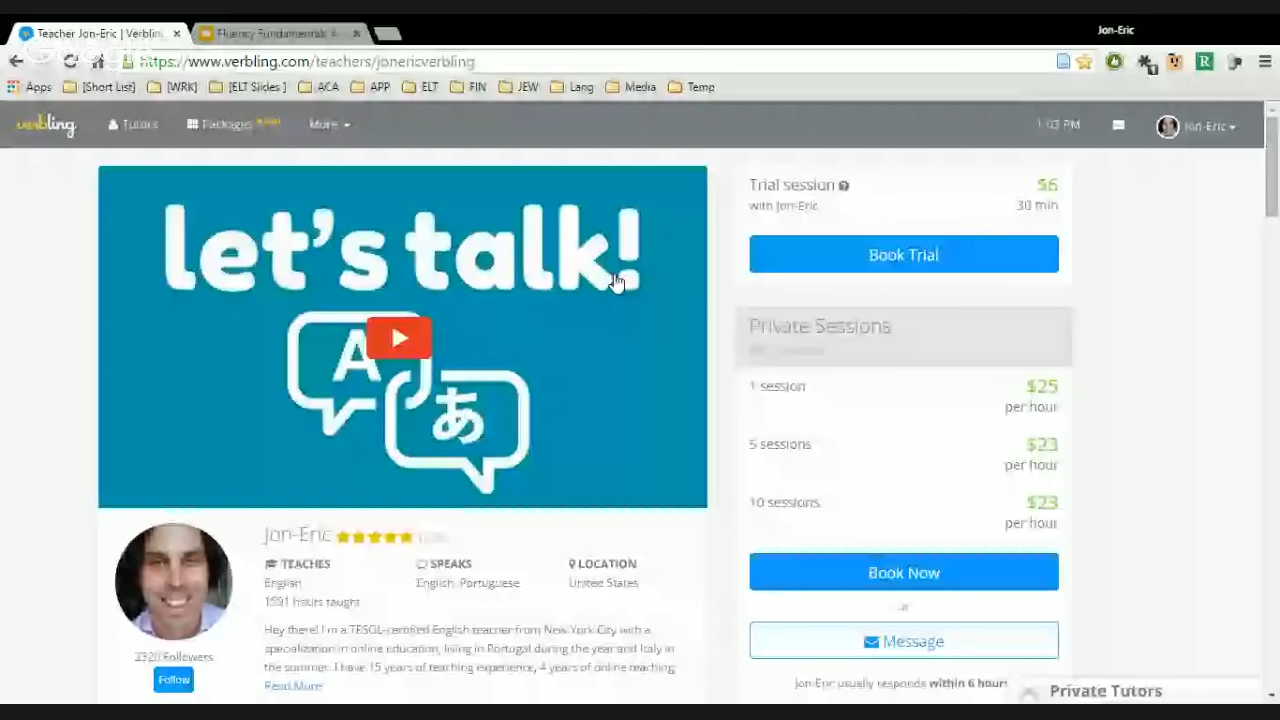 Jon-Eric
Teacher Jon-Eric | Verblin
Fluency Fundamentals
https://www.verbling.com/teachers/jonericverbling
Apps [Short List] [WRK] [ELT Slides ] ACA APP ELT FIN JEW Lang Media Temp
verbling Tutors Packages More 1:03 PM Jon-Eric
let's talk!
A あ
Trial session $6
with Jon-Eric 30 min
Book Trial
Private Sessions
1 session $25
per hour
5 sessions $23
per hour
10 sessions $23
per hour
Book Now
or
Message
Jon-Eric usually responds within 6 hours
Private Tutors
Jon-Eric
TEACHES SPEAKS LOCATION
English English, Portuguese United States
1591 hours taught
Hey there! I'm a TESOL-certified English teacher from New York City with a
specialization in online education, living in Portugal during the year and Italy in
the summer. I have 15 years of teaching experience, 4 years of online teaching
Read More
2320 Followers
Follow